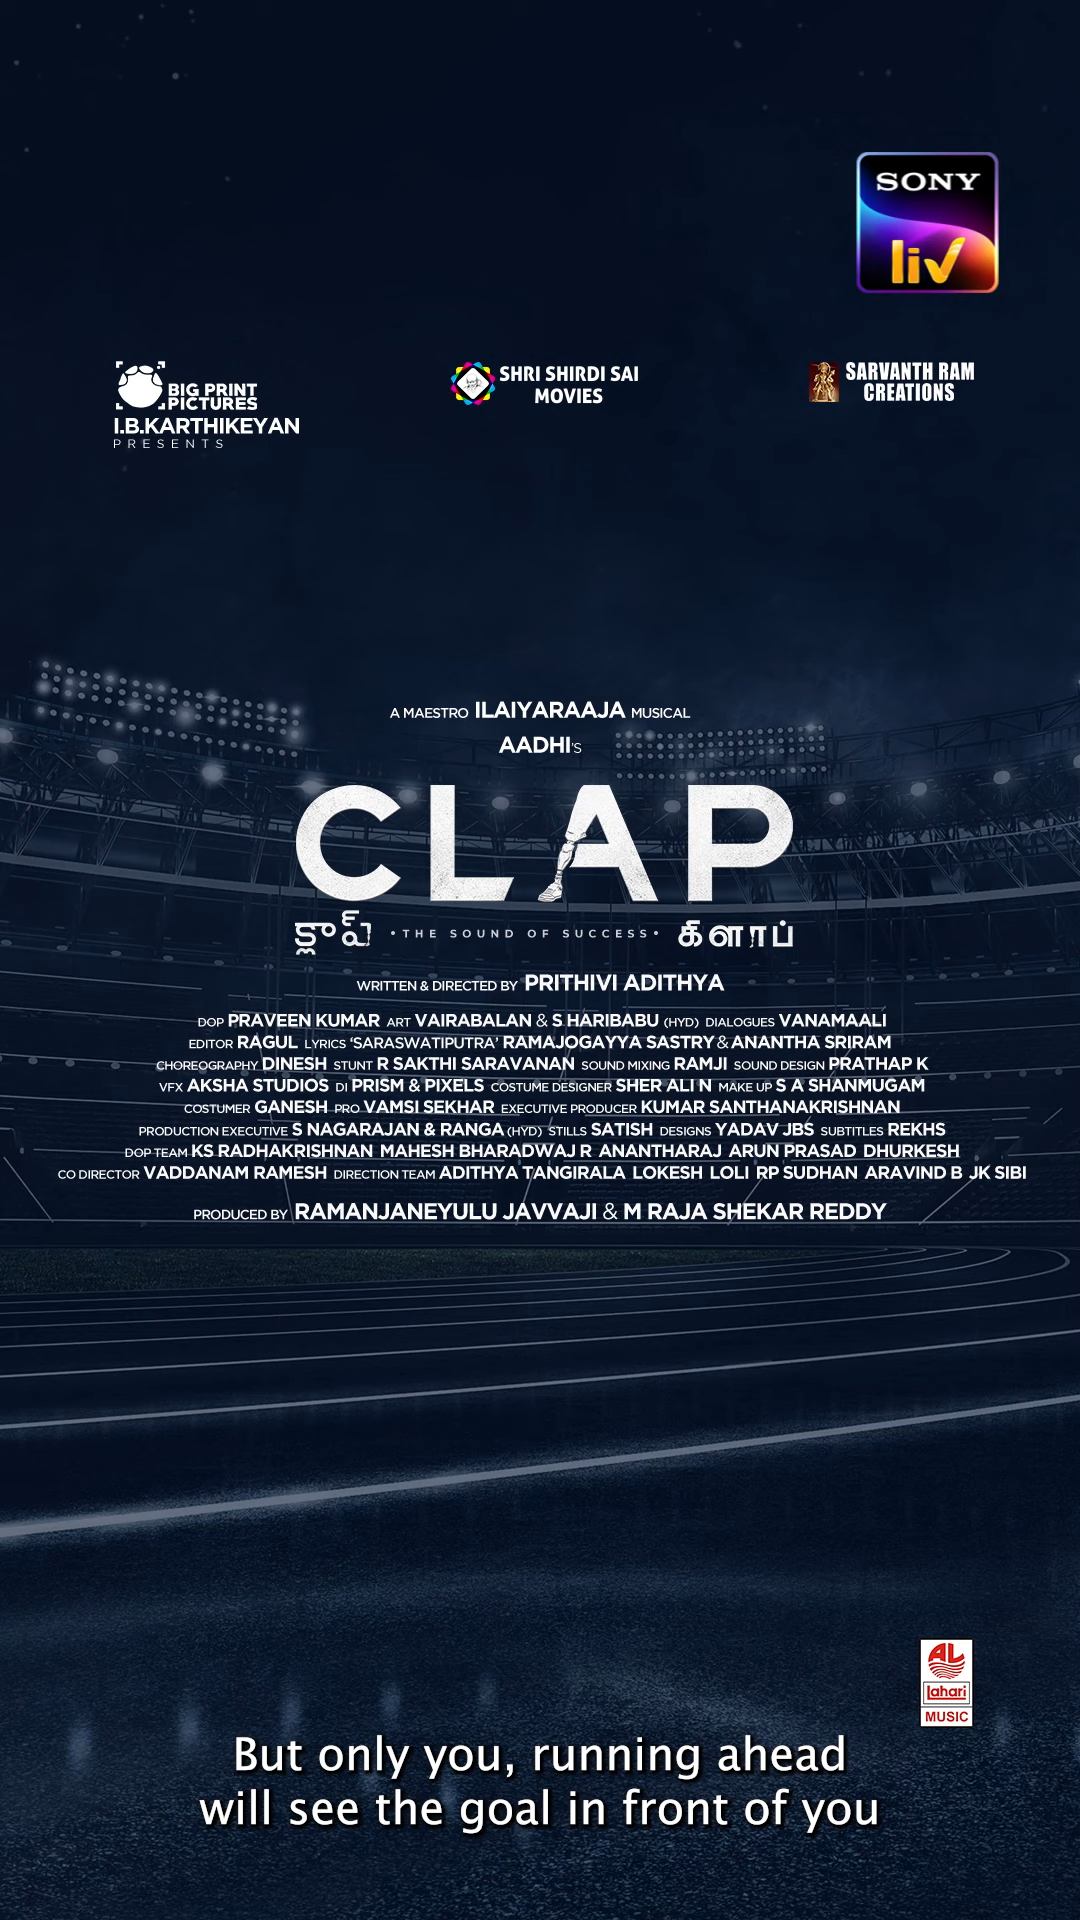 SONY
liv
BIG PRINT
PICTURES
I.B.KARTHIKEYAN
PRESENTS
SHRI SHIRDI SAI
MOVIES
SARVANTH RAM
CREATIONS
A MAESTRO ILAIYARAAJA MUSICAL
AADHI'S
CLAP
క్లాప్ •THE SOUND OF SUCCESS• கிளாப்
WRITTEN & DIRECTED BY PRITHIVI ADITHYA
DOP PRAVEEN KUMAR ART VAIRABALAN & S HARIBABU (HYD) DIALOGUES VANAMAALI
EDITOR RAGUL LYRICS 'SARASWATIPUTRA' RAMAJOGAYYA SASTRY & ANANTHA SRIRAM
CHOREOGRAPHY DINESH STUNT R SAKTHI SARAVANAN SOUND MIXING RAMJI SOUND DESIGN PRATHAP K
VFX AKSHA STUDIOS DI PRISM & PIXELS COSTUME DESIGNER SHER ALI N MAKE UP S A SHANMUGAM
COSTUMER GANESH PRO VAMSI SEKHAR EXECUTIVE PRODUCER KUMAR SANTHANAKRISHNAN
PRODUCTION EXECUTIVE S NAGARAJAN & RANGA (HYD) STILLS SATISH DESIGNS YADAV JBS SUBTITLES REKHS
DOP TEAM KS RADHAKRISHNAN MAHESH BHARADWAJ R ANANTHARAJ ARUN PRASAD DHURKESH
CO DIRECTOR VADDANAM RAMESH DIRECTION TEAM ADITHYA TANGIRALA LOKESH LOLI RP SUDHAN ARAVIND B JK SIBI
PRODUCED BY RAMANJANEYULU JAVVAJI & M RAJA SHEKAR REDDY
lahari
MUSIC
But only you, running ahead
will see the goal in front of you